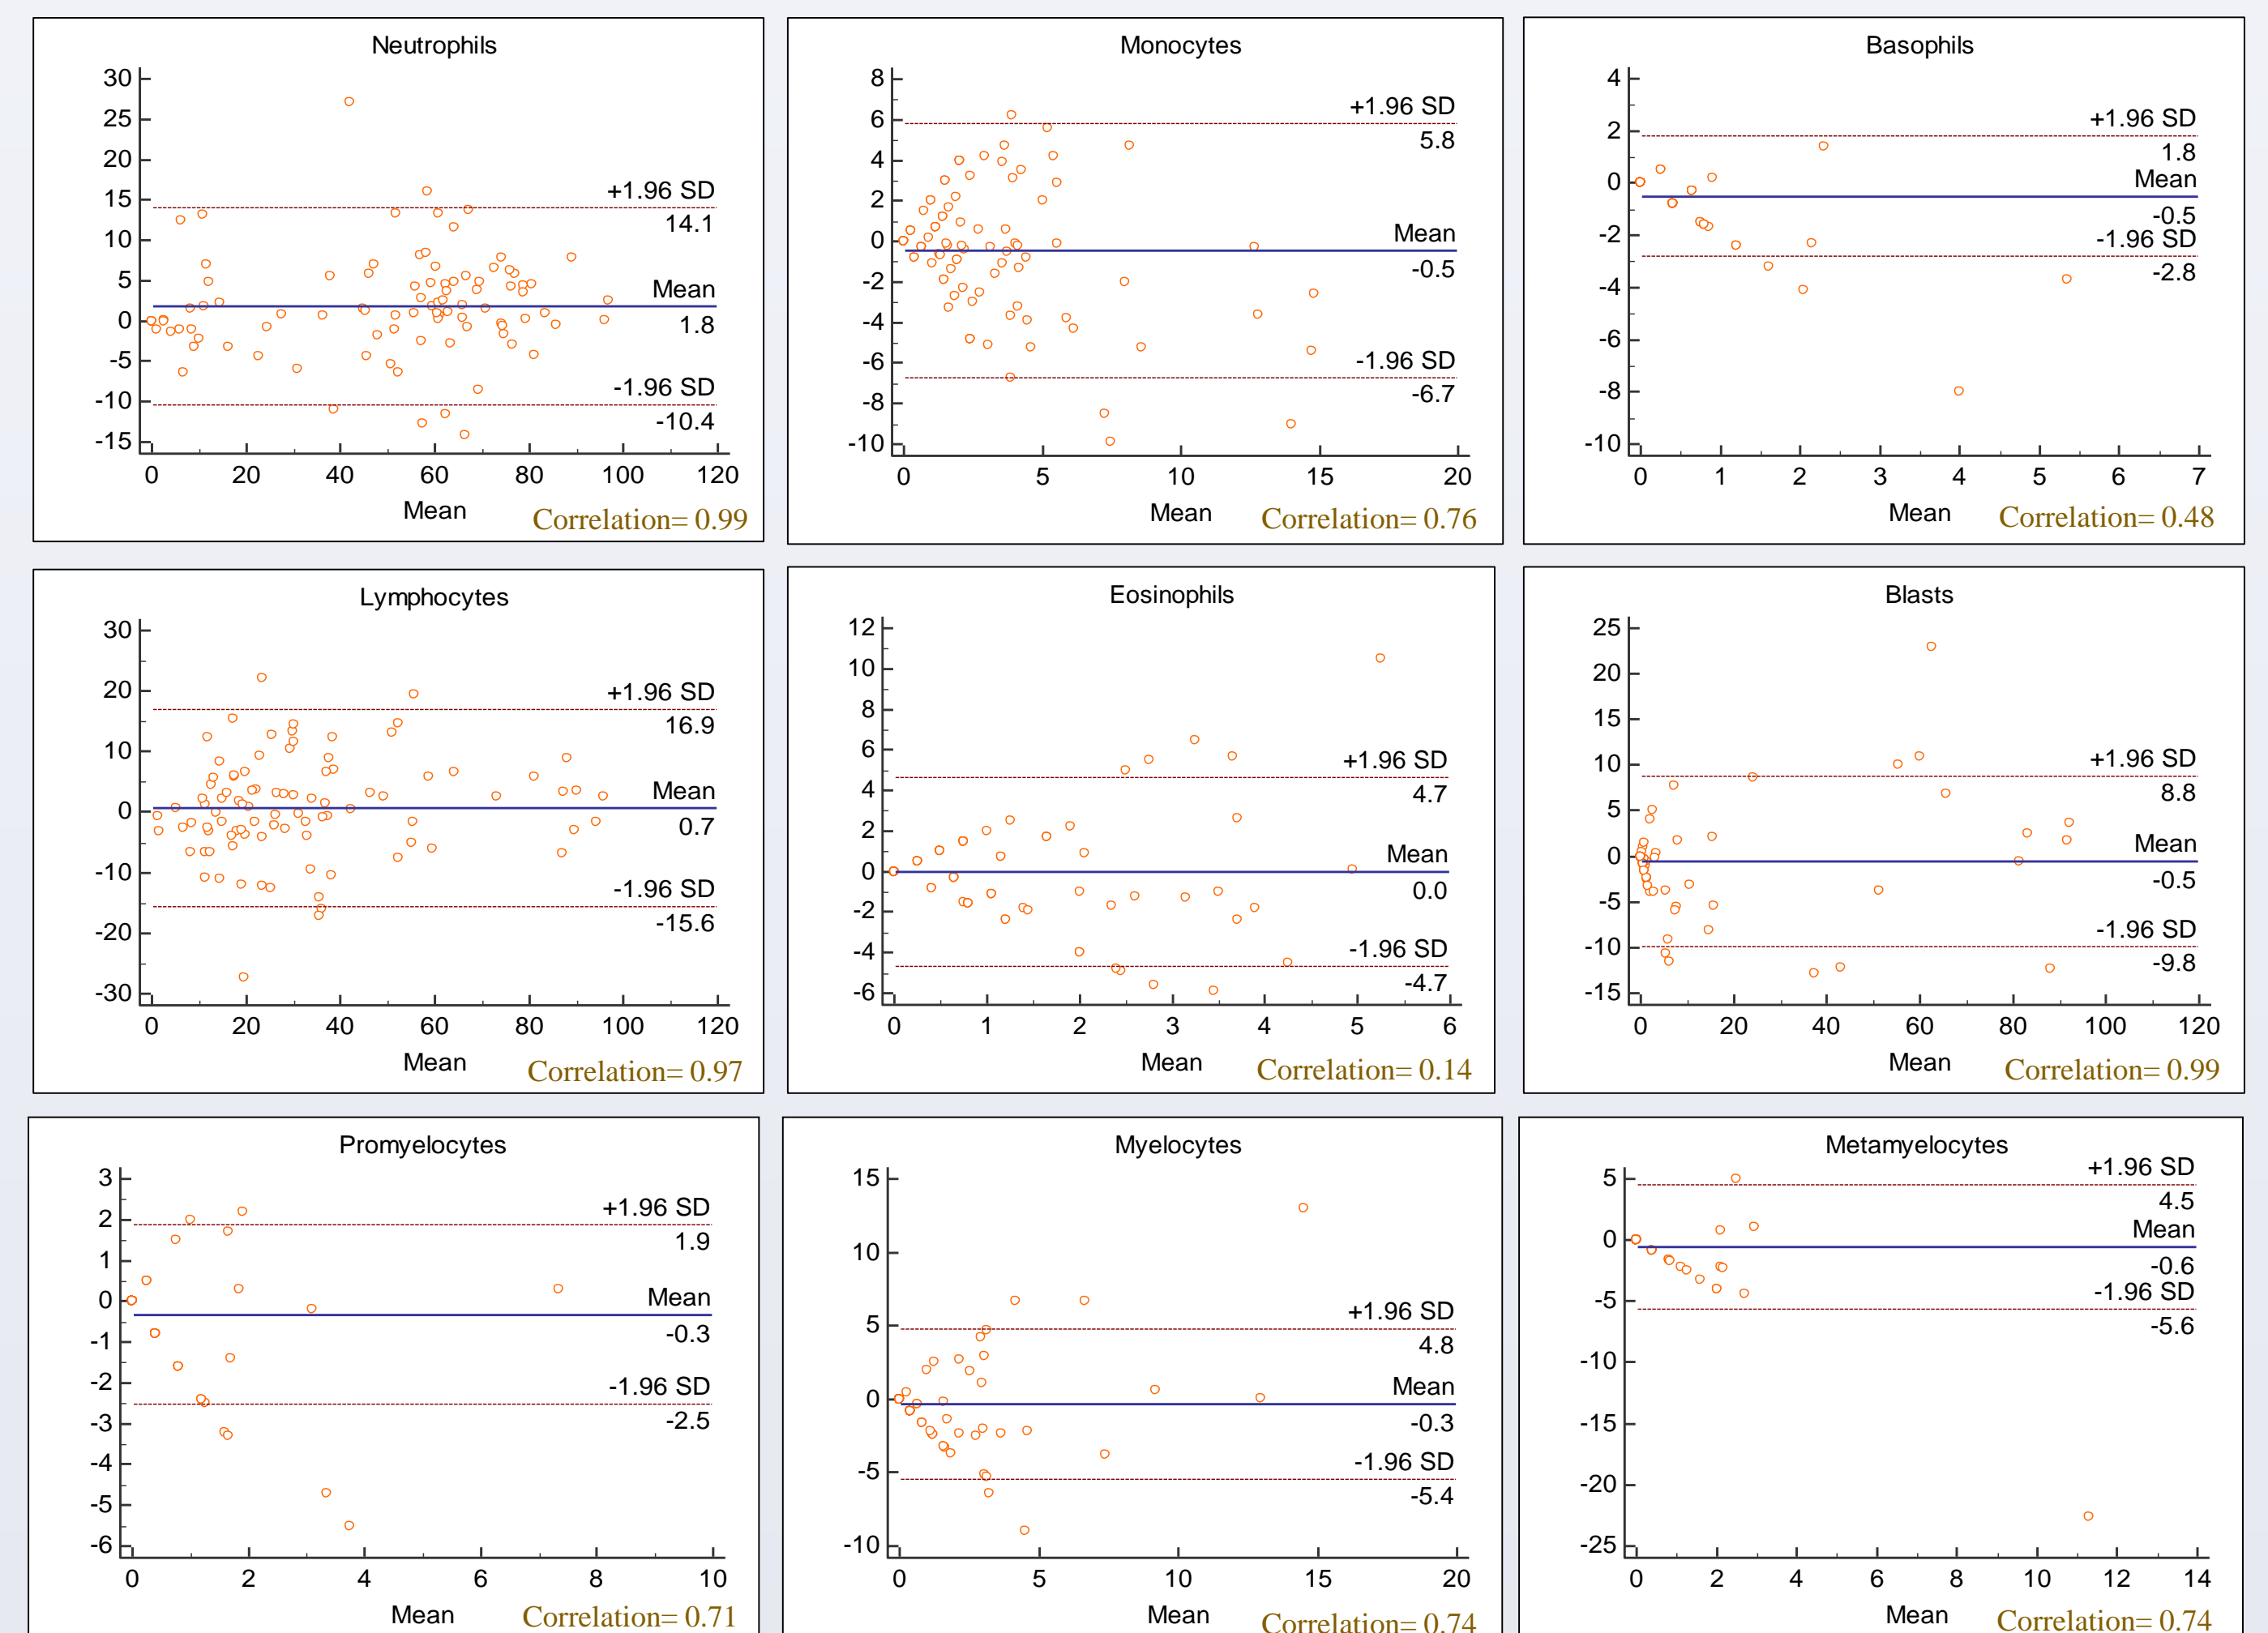 Neutrophils
30
25
20
15
10
5
0
-5
-10
-15
+1.96 SD
14.1
Mean
1.8
-1.96 SD
-10.4
0 20 40 60 80 100 120
Mean
Correlation= 0.99
Monocytes
8
6
4
2
0
-2
-4
-6
-8
-10
+1.96 SD
5.8
Mean
-0.5
-1.96 SD
-6.7
0 5 10 15 20
Mean
Correlation= 0.76
Basophils
4
2
0
-2
-4
-6
-8
-10
+1.96 SD
1.8
Mean
-0.5
-1.96 SD
-2.8
0 1 2 3 4 5 6 7
Mean
Correlation= 0.48
Lymphocytes
30
20
10
0
-10
-20
-30
+1.96 SD
16.9
Mean
0.7
-1.96 SD
-15.6
0 20 40 60 80 100 120
Mean
Correlation= 0.97
Eosinophils
12
10
8
6
4
2
0
-2
-4
-6
+1.96 SD
4.7
Mean
0.0
-1.96 SD
-4.7
0 1 2 3 4 5 6
Mean
Correlation= 0.14
Blasts
25
20
15
10
5
0
-5
-10
-15
+1.96 SD
8.8
Mean
-0.5
-1.96 SD
-9.8
0 20 40 60 80 100 120
Mean
Correlation= 0.99
Promyelocytes
3
2
1
0
-1
-2
-3
-4
-5
-6
+1.96 SD
1.9
Mean
-0.3
-1.96 SD
-2.5
0 2 4 6 8 10
Mean
Correlation= 0.71
Myelocytes
15
10
5
0
-5
-10
+1.96 SD
4.8
Mean
-0.3
-1.96 SD
-5.4
0 5 10 15 20
Mean
Correlation= 0.74
Metamyelocytes
5
0
-5
-10
-15
-20
-25
+1.96 SD
4.5
Mean
-0.6
-1.96 SD
-5.6
0 2 4 6 8 10 12 14
Mean
Correlation= 0.74